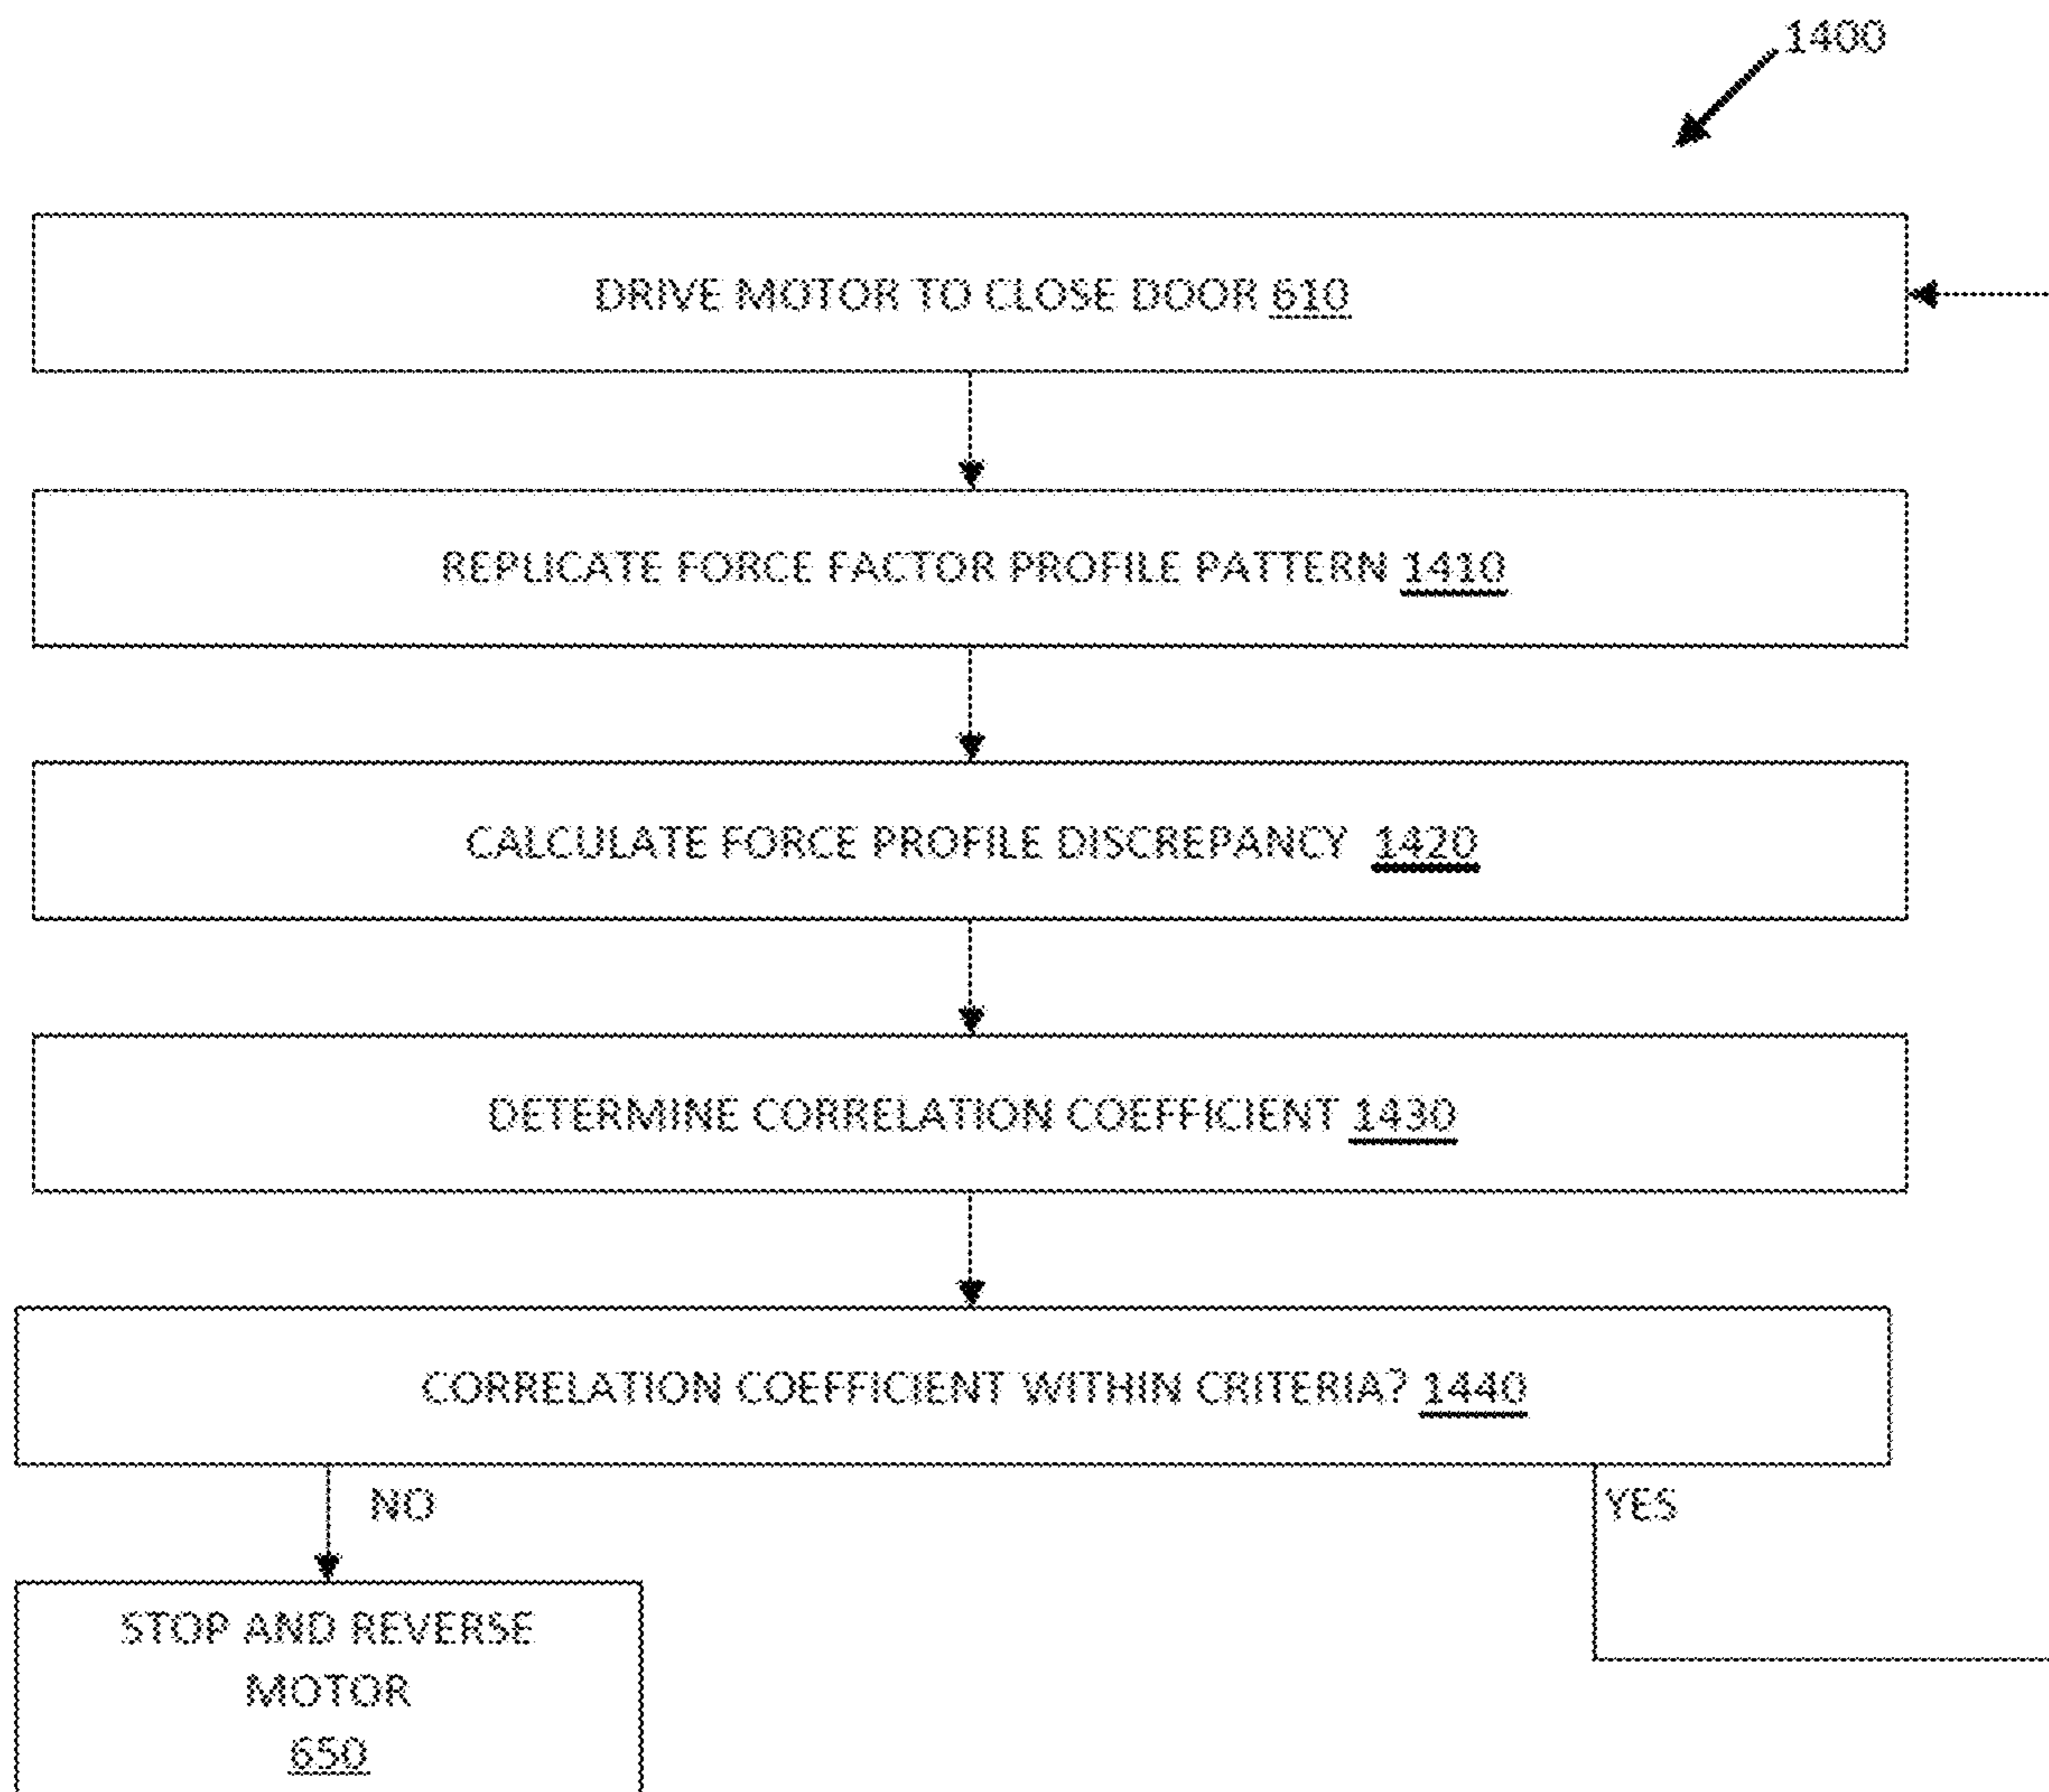 1400
DRIVE MOTOR TO CLOSE DOOR 610
REPLICATE FORCE FACTOR PROFILE PATTERN 1410
CALCULATE FORCE PROFILE DISCREPANCY 1420
DETERMINE CORRELATION COEFFICIENT 1430
CORRELATION COEFFICIENT WITHIN CRITERIA? 1440
NO
YES
STOP AND REVERSE
MOTOR
650